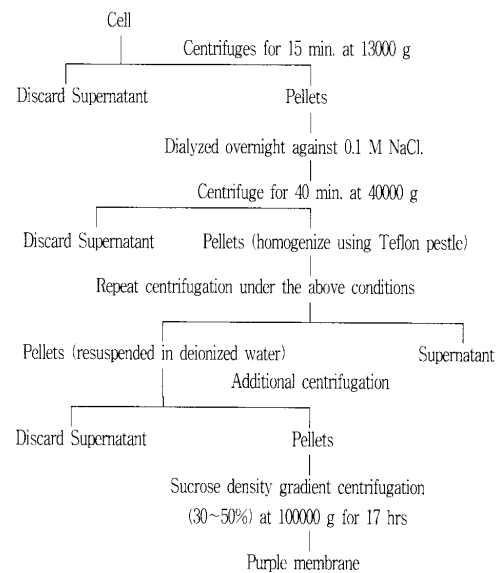 Cell
Centrifuges for 15 min. at 13000 g
Discard Supernatant Pellets
Dialyzed overnight against 0.1 M NaCl.
Centrifuge for 40 min. at 40000 g
Discard Supernatant Pellets (homogenize using Teflon pestle)
Repeat centrifugation under the above conditions
Pellets (resuspended in deionized water) Supernatant
Additional centrifugation
Discard Supernatant Pellets
Sucrose density gradient centrifugation
(30~50%) at 100000 g for 17 hrs
Purple membrane